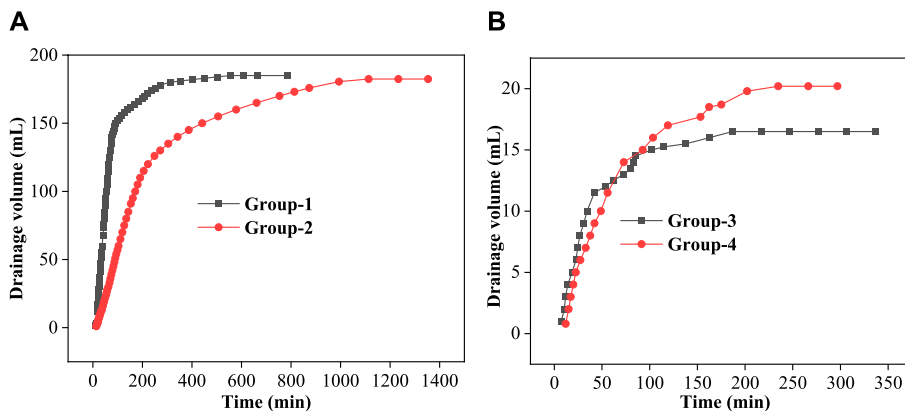 A
Drainage volume (mL)
200
150
100
50
0
Group-1
Group-2
0 200 400 600 800 1000 1200 1400
Time (min)
B
Drainage volume (mL)
20
15
10
5
0
Group-3
Group-4
0 50 100 150 200 250 300 350
Time (min)